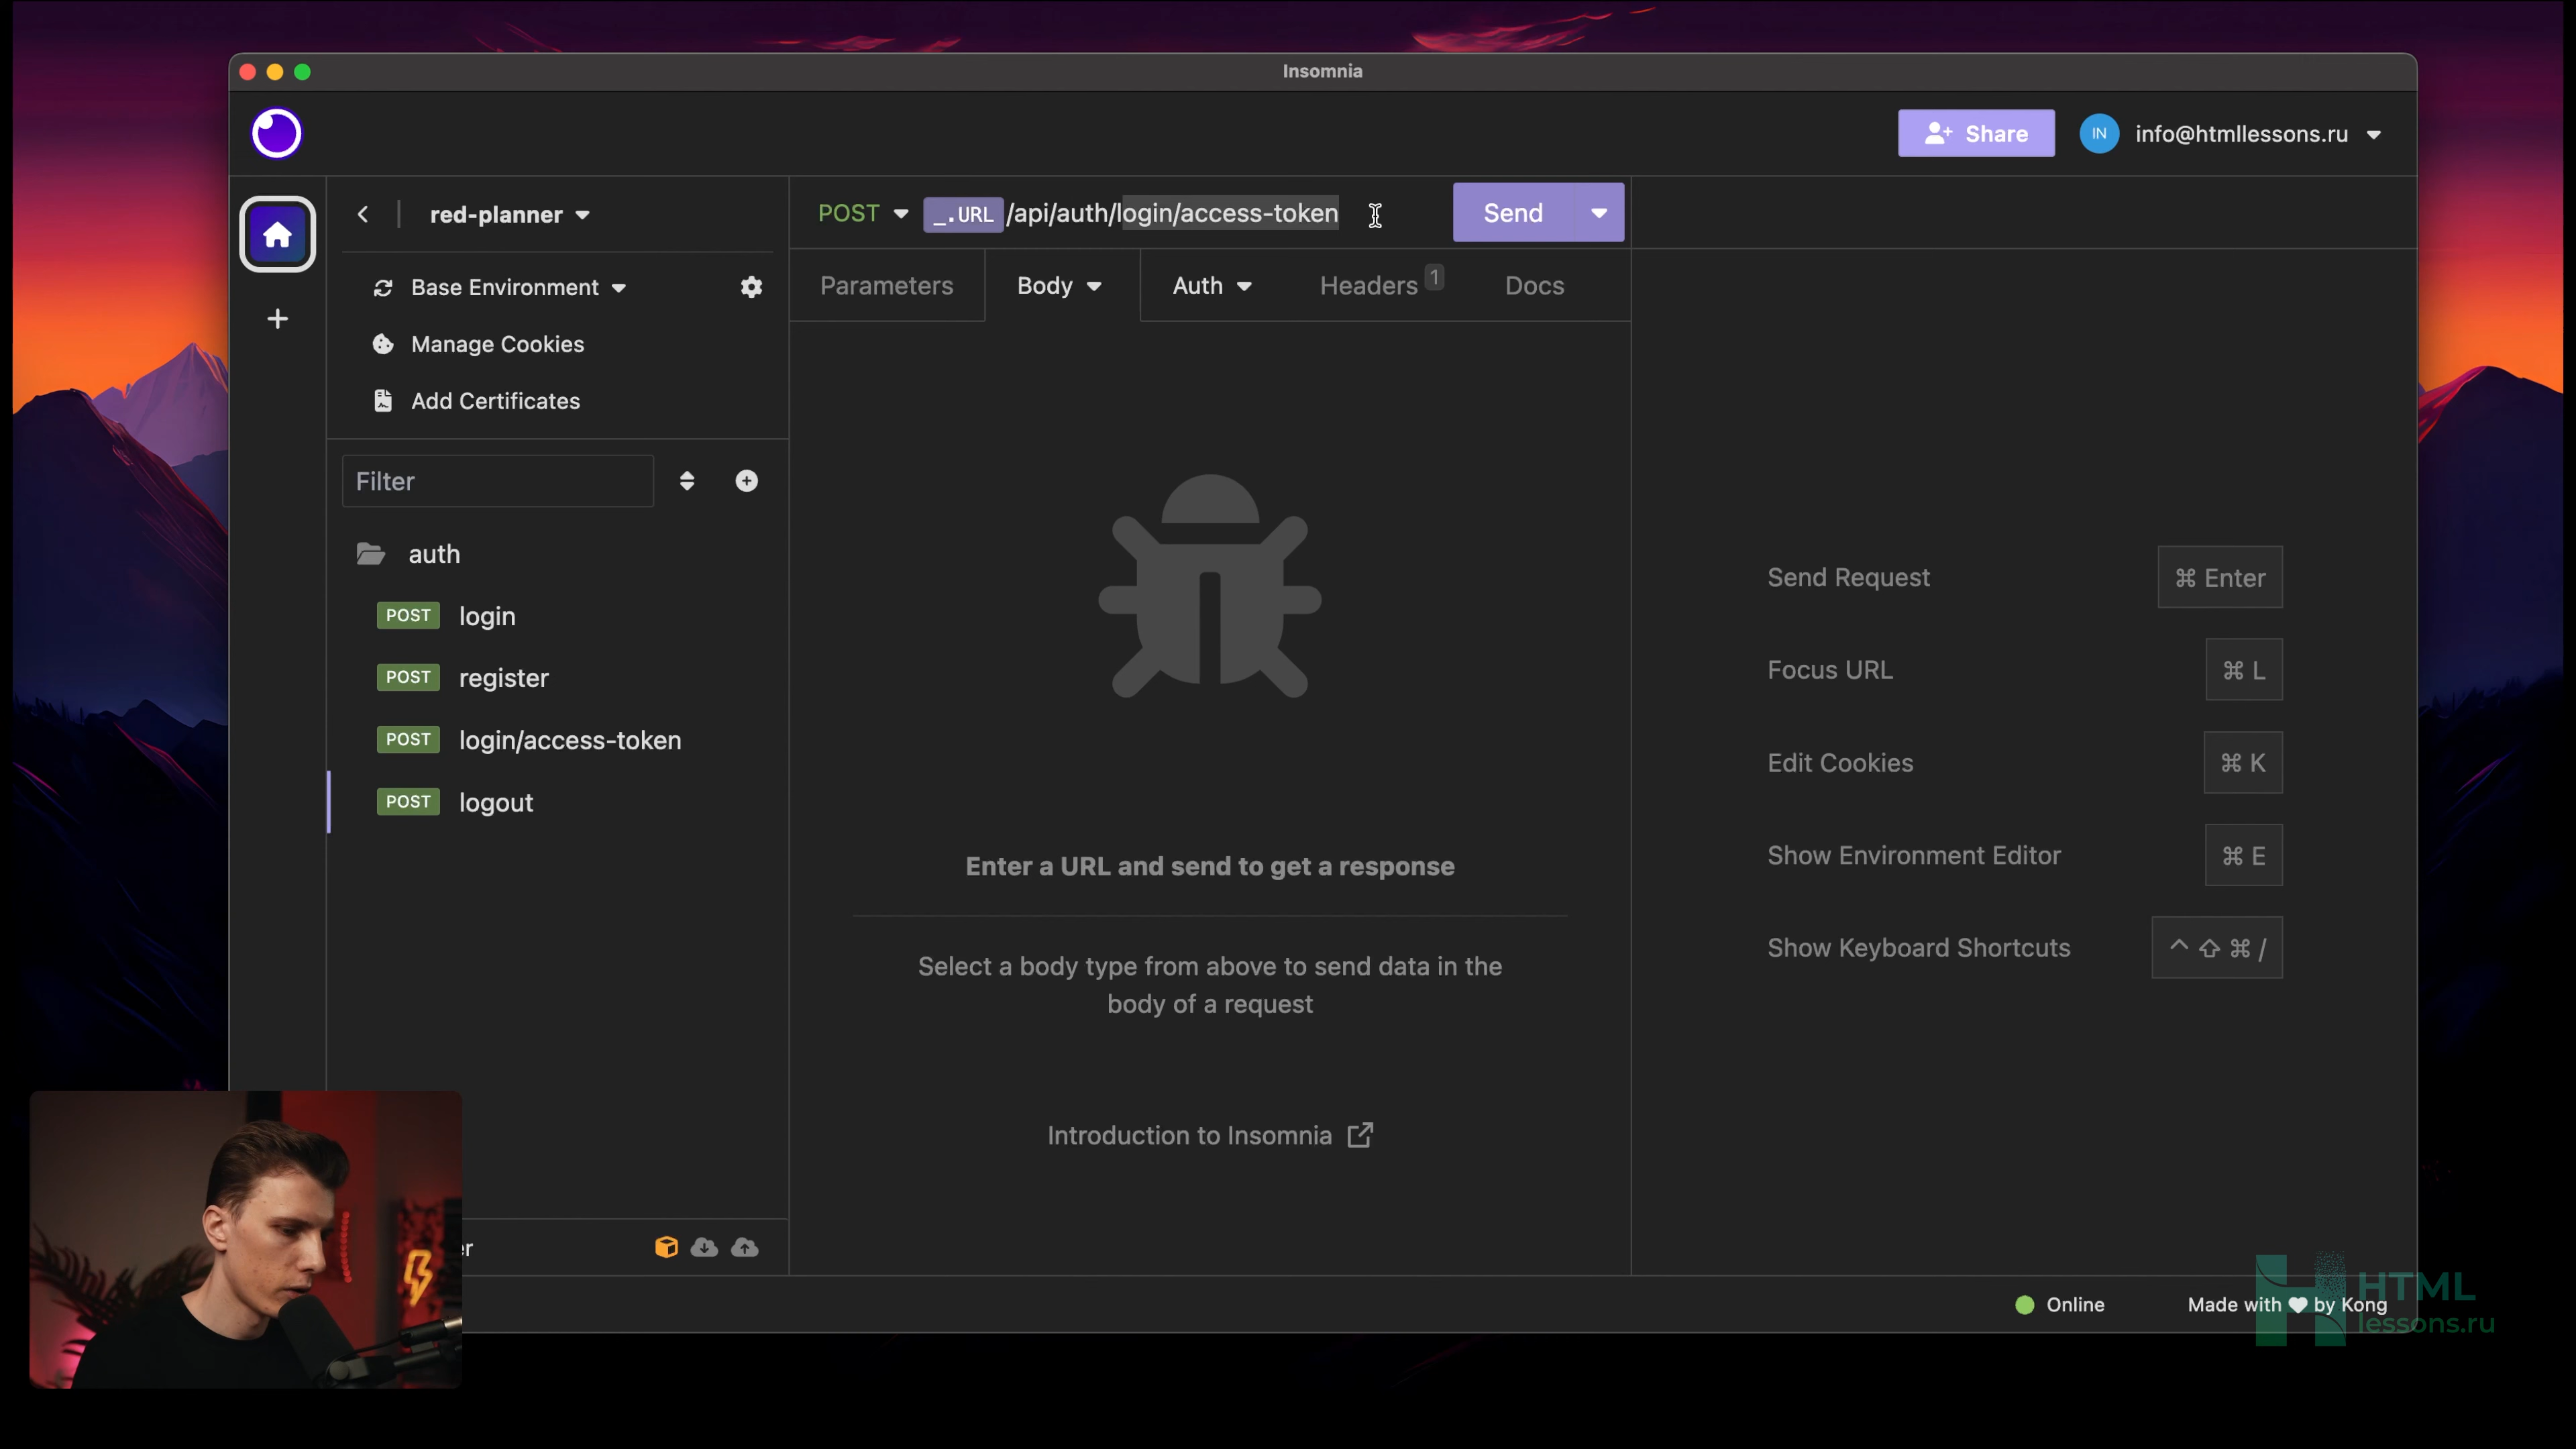 Insomnia
Share
IN
info@htmllessons.ru
red-planner
POST
_.URL
/api/auth/login/access-token
Send
Base Environment
Manage Cookies
Add Certificates
Parameters
Body
Auth
Headers 1
Docs
Filter
auth
POST login
POST register
POST login/access-token
POST logout
Enter a URL and send to get a response
Select a body type from above to send data in the
body of a request
Introduction to Insomnia
Send Request ⌘ Enter
Focus URL ⌘ L
Edit Cookies ⌘ K
Show Environment Editor ⌘ E
Show Keyboard Shortcuts ^ ⇧ ⌘ /
er
Online
Made with ♥ by Kong
HTML
lessons.ru